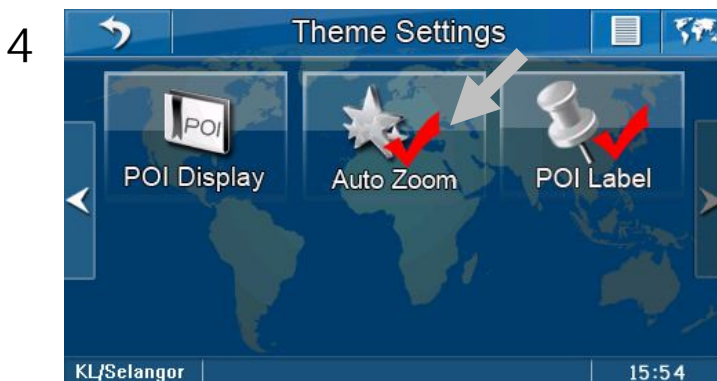 4
Theme Settings
POI
POI Display
Auto Zoom
POI Label
KL/Selangor
15:54